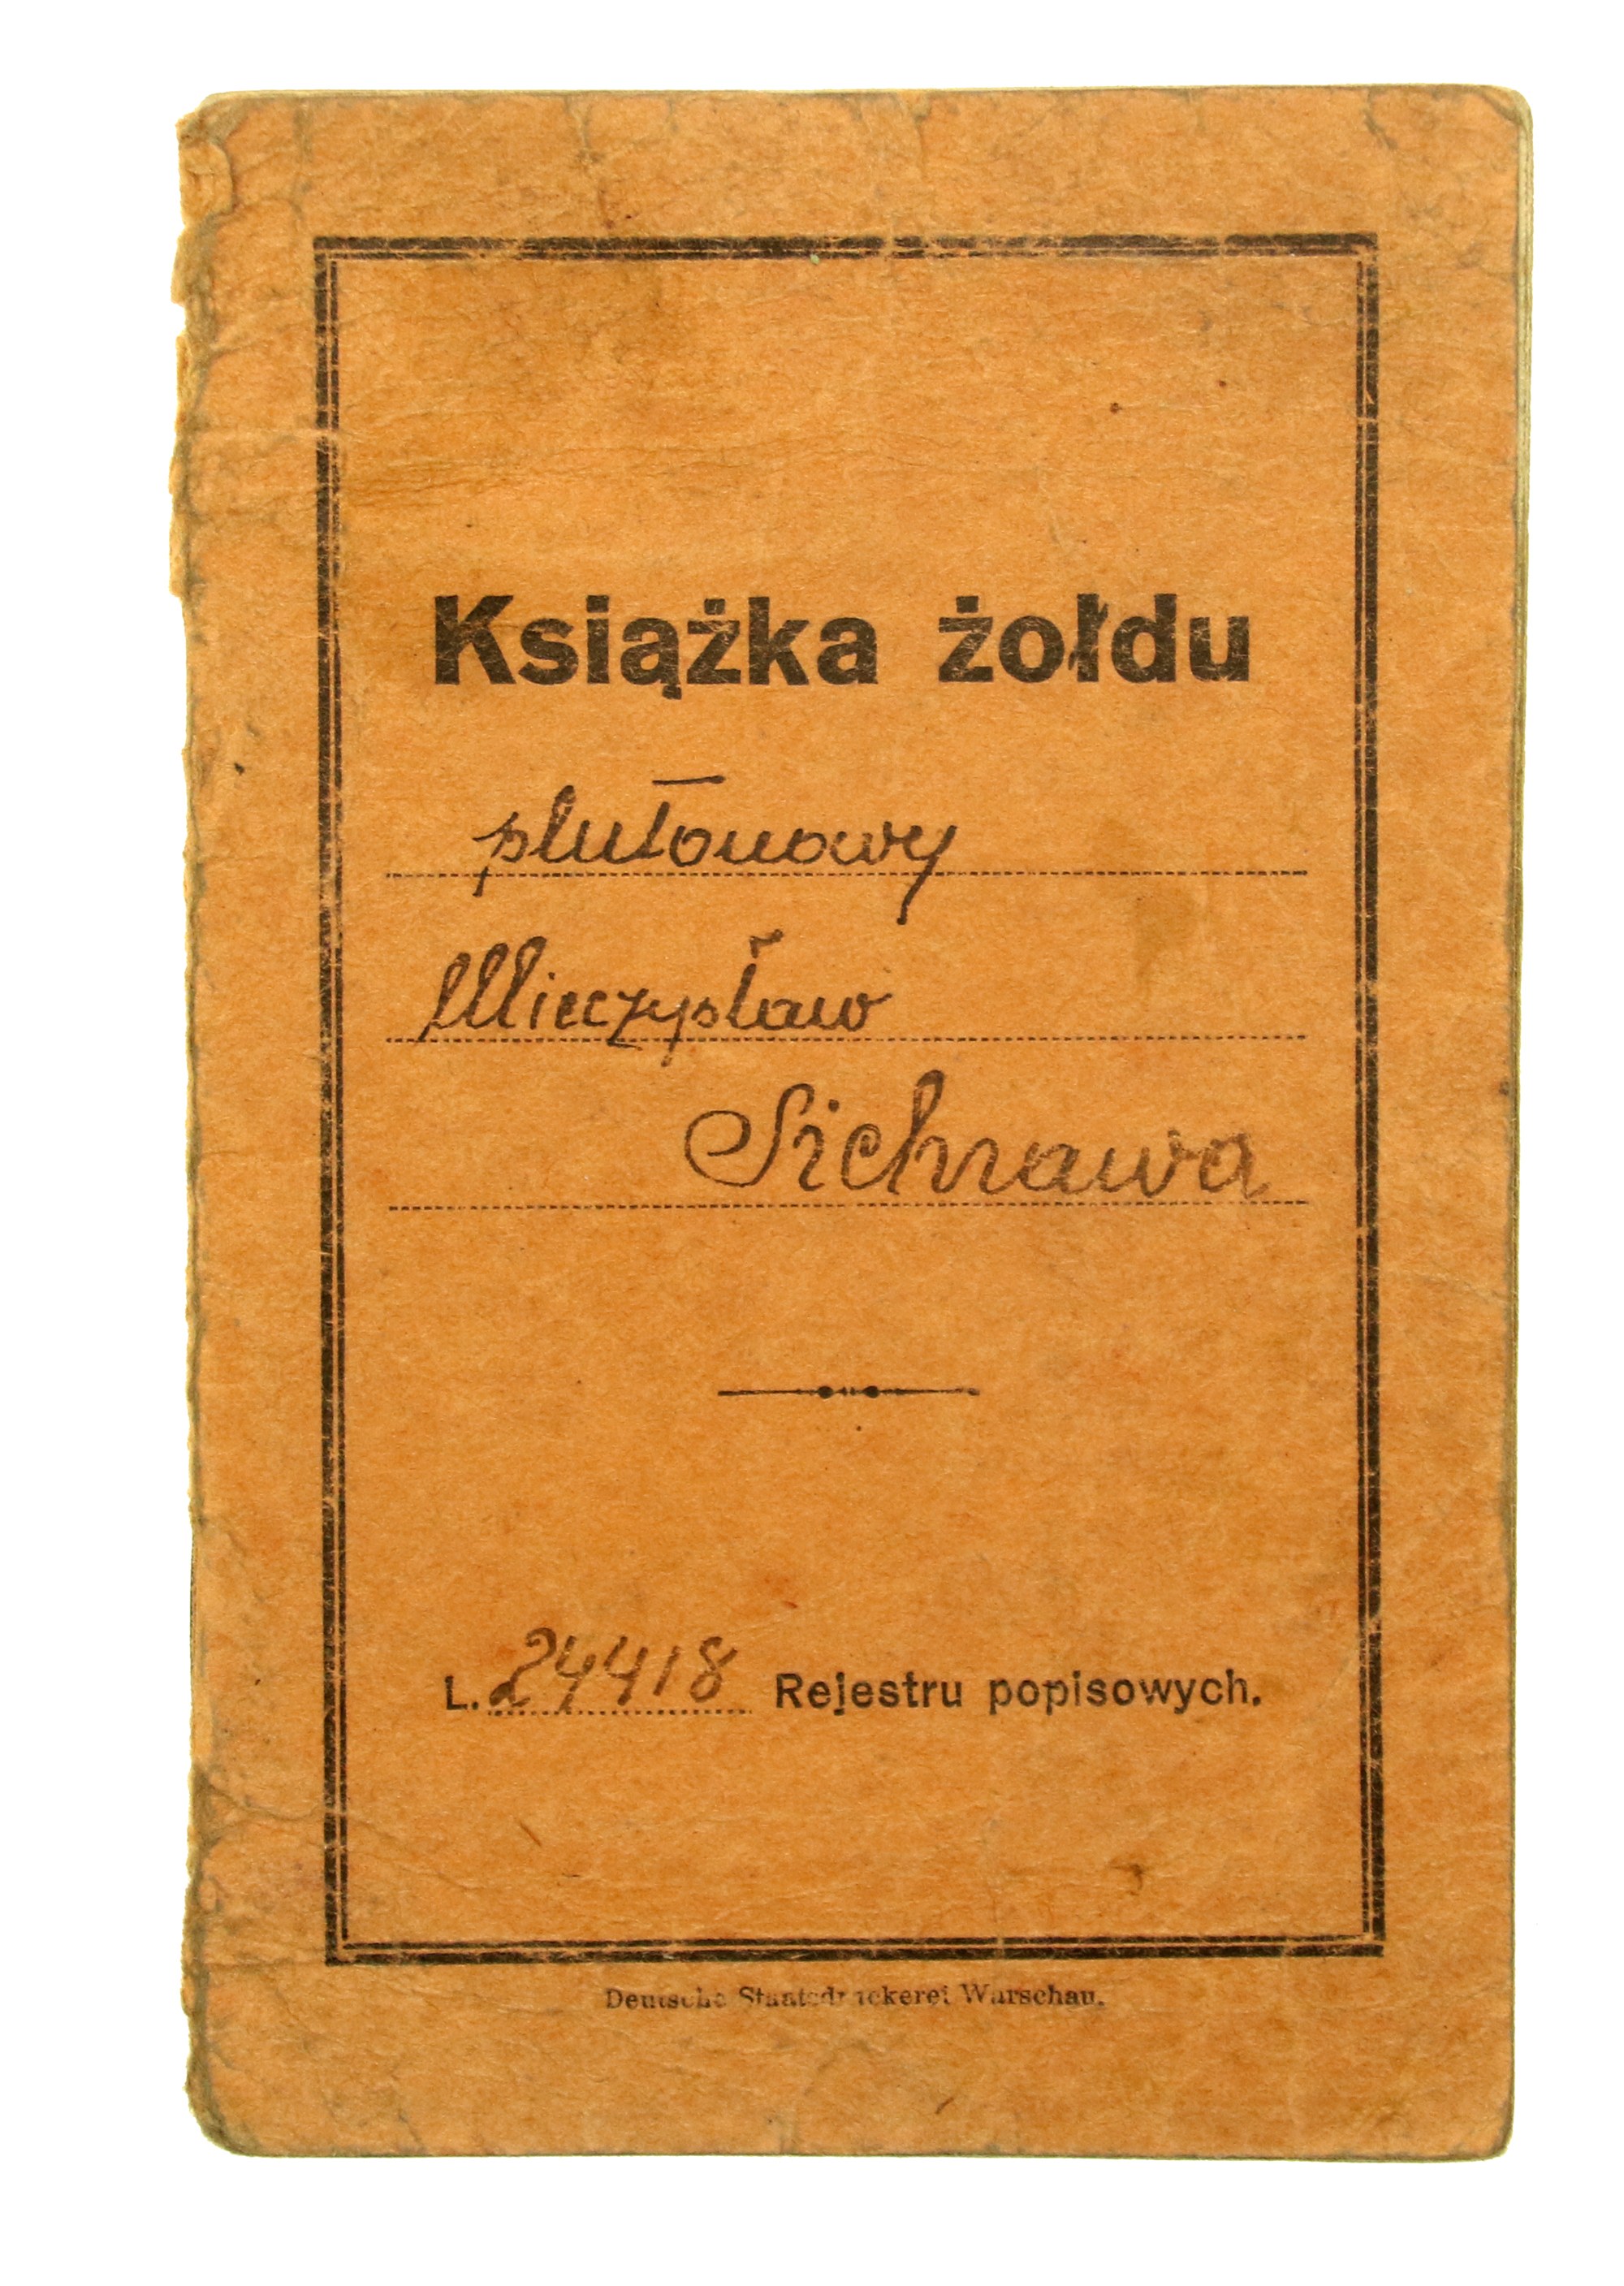 Książka żołdu
plutonowy
Mieczysław
Sichrawa
L. 24418 Rejestru popisowych.
Deutsche Staatsdruckerei Warschau.